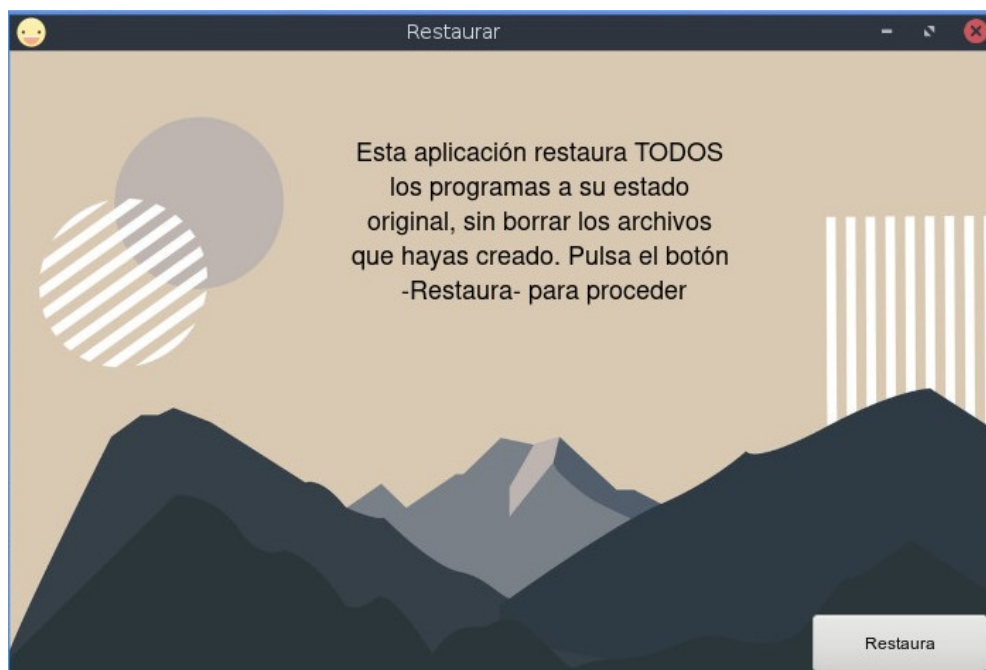 Restaurar
Esta aplicación restaura TODOS
los programas a su estado
original, sin borrar los archivos
que hayas creado. Pulsa el botón
-Restaura- para proceder
Restaura